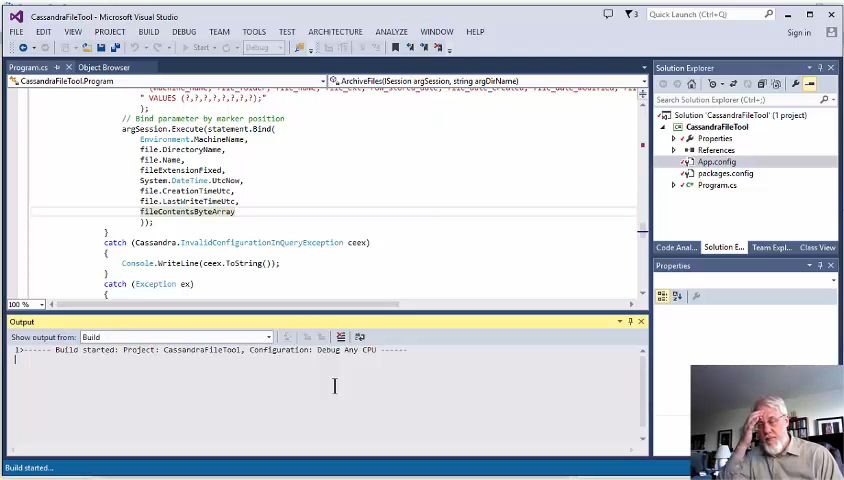 CassandraFileTool - Microsoft Visual Studio
3
Quick Launch (Ctrl+Q)
FILE EDIT VIEW PROJECT BUILD DEBUG TEAM TOOLS TEST ARCHITECTURE ANALYZE WINDOW HELP
Sign in
Start Debug
Program.cs Object Browser
CassandraFileTool.Program
ArchiveFiles(ISession argSession, string argDirName)
" VALUES (?,?,?,?,?,?,?,?);"
);
// Bind parameter by marker position
argSession.Execute(statement.Bind(
Environment.MachineName,
file.DirectoryName,
file.Name,
fileExtensionFixed,
System.DateTime.UtcNow,
file.CreationTimeUtc,
file.LastWriteTimeUtc,
fileContentsByteArray
));
}
catch (Cassandra.InvalidConfigurationInQueryException ceex)
{
Console.WriteLine(ceex.ToString());
}
catch (Exception ex)
{
100 %
Output
Show output from: Build
1>------ Build started: Project: CassandraFileTool, Configuration: Debug Any CPU ------
Build started...
Solution Explorer
Search Solution Explorer (Ctrl+;)
Solution 'CassandraFileTool' (1 project)
CassandraFileTool
Properties
References
App.config
packages.config
Program.cs
Code Anal... Solution E... Team Expl... Class View
Properties